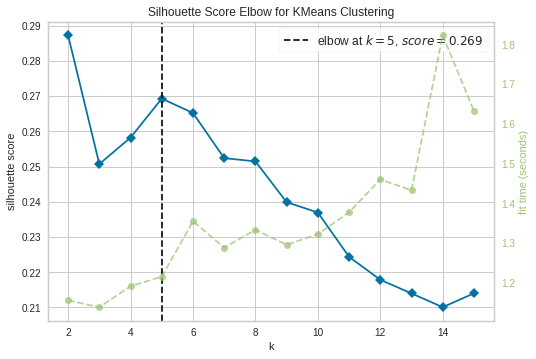 Silhouette Score Elbow for KMeans Clustering
elbow at k = 5, score = 0.269
silhouette score
0.29
0.28
0.27
0.26
0.25
0.24
0.23
0.22
0.21
fit time (seconds)
1.8
1.7
1.6
1.5
1.4
1.3
1.2
2 4 6 8 10 12 14
k